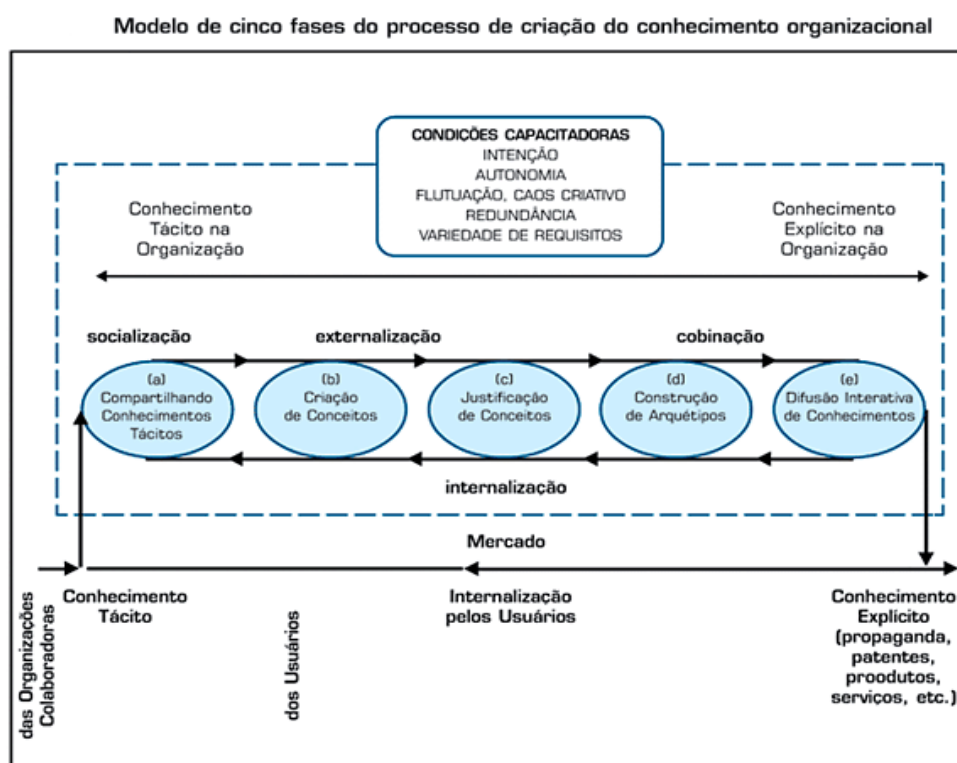 Modelo de cinco fases do processo de criação do conhecimento organizacional
CONDIÇÕES CAPACITADORAS
INTENÇÃO
AUTONOMIA
FLUTUAÇÃO, CAOS CRIATIVO
REDUNDÂNCIA
VARIEDADE DE REQUISITOS
Conhecimento
Tácito na
Organização
Conhecimento
Explícito na
Organização
socialização
externalização
cobinação
(a)
Compartilhando
Conhecimentos
Tácitos
(b)
Criação
de Conceitos
(c)
Justificação
de Conceitos
(d)
Construção
de Arquétipos
(e)
Difusão Interativa
de Conhecimentos
internalização
Mercado
das Organizações
Colaboradoras
Conhecimento
Tácito
dos Usuários
Internalização
pelos Usuários
Conhecimento
Explícito
(propaganda,
patentes,
proodutos,
serviços, etc.)